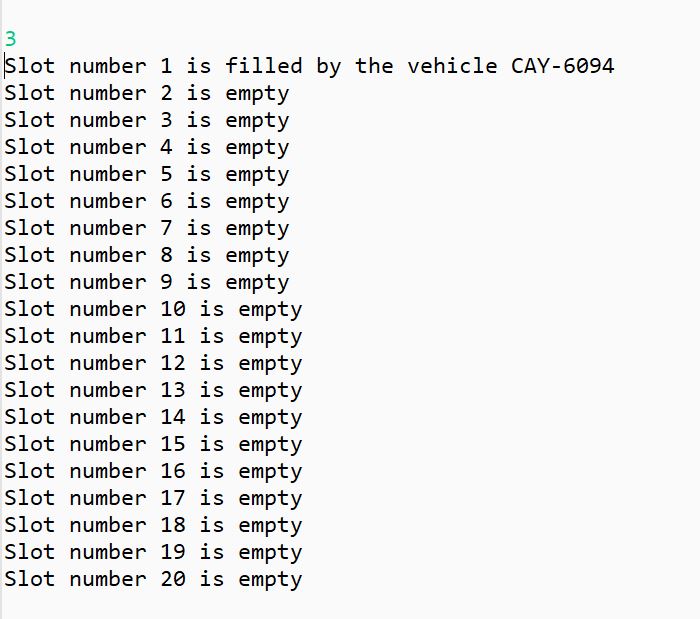 3
Slot number 1 is filled by the vehicle CAY-6094
Slot number 2 is empty
Slot number 3 is empty
Slot number 4 is empty
Slot number 5 is empty
Slot number 6 is empty
Slot number 7 is empty
Slot number 8 is empty
Slot number 9 is empty
Slot number 10 is empty
Slot number 11 is empty
Slot number 12 is empty
Slot number 13 is empty
Slot number 14 is empty
Slot number 15 is empty
Slot number 16 is empty
Slot number 17 is empty
Slot number 18 is empty
Slot number 19 is empty
Slot number 20 is empty